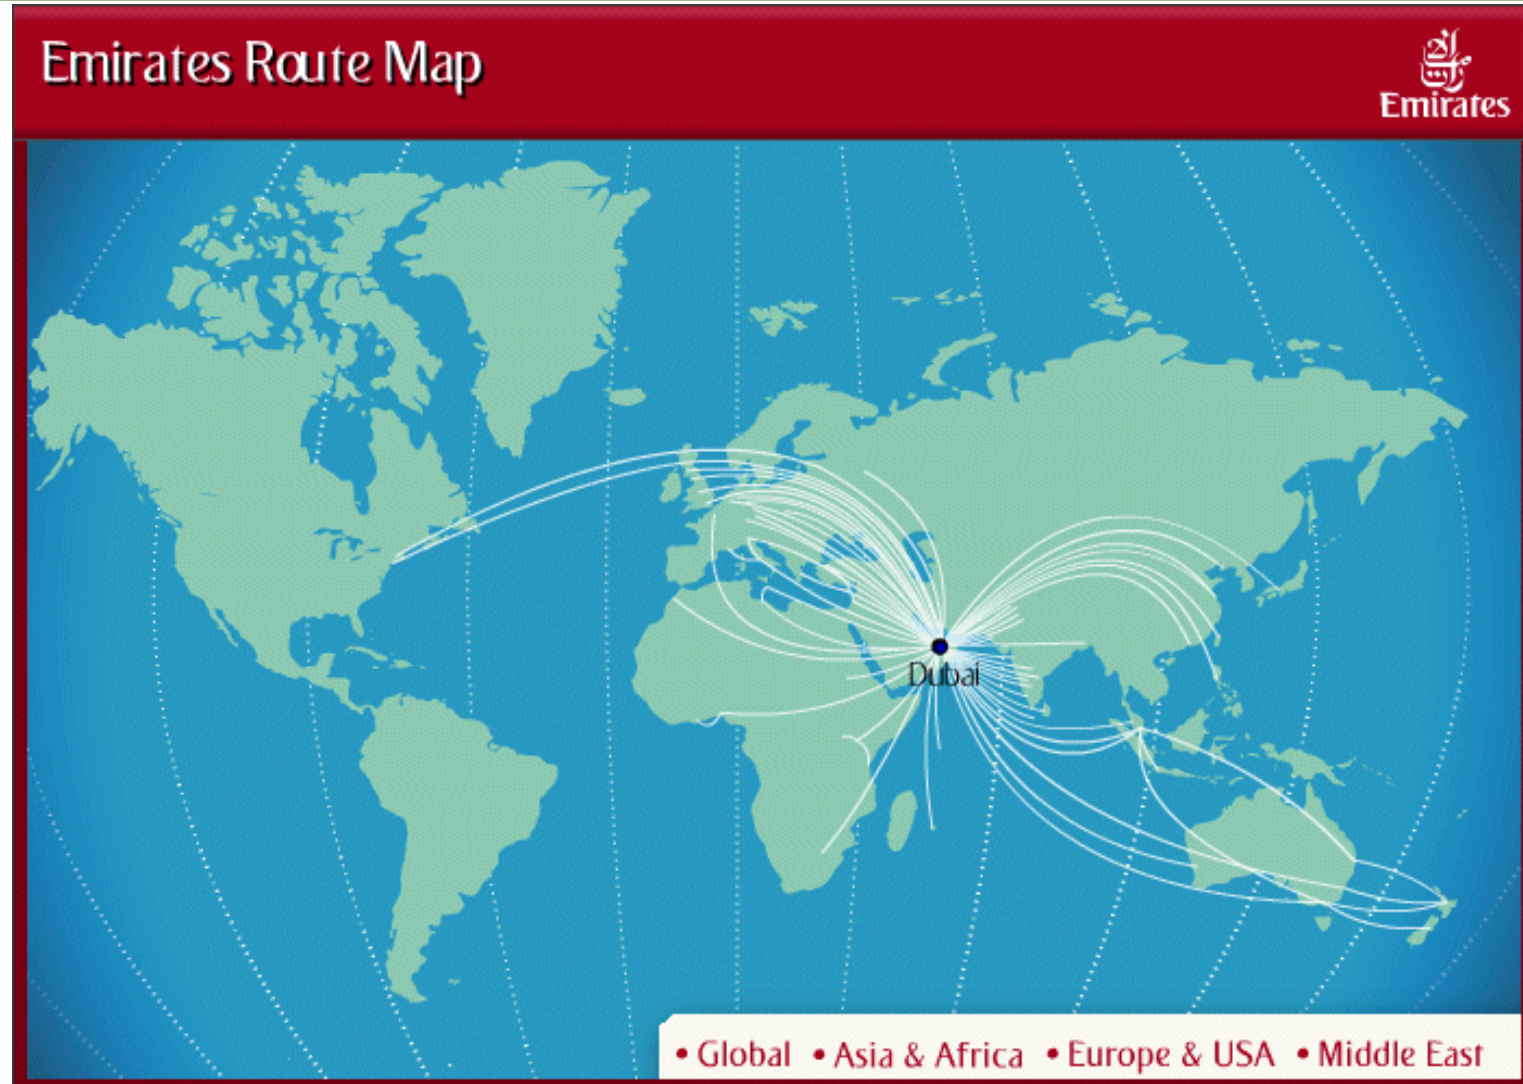 Emirates Route Map
Emirates
Dubai
• Global • Asia & Africa • Europe & USA • Middle East